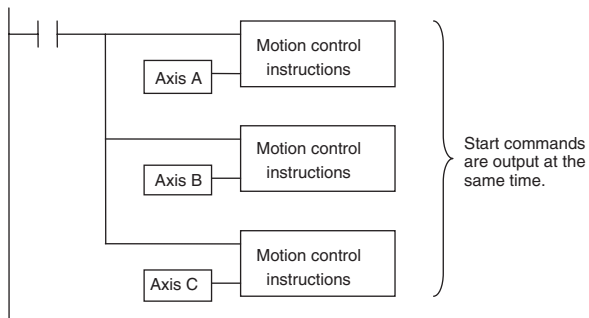 Motion control
instructions
Axis A
Motion control
instructions
Axis B
Motion control
instructions
Axis C
Start commands
are output at the
same time.